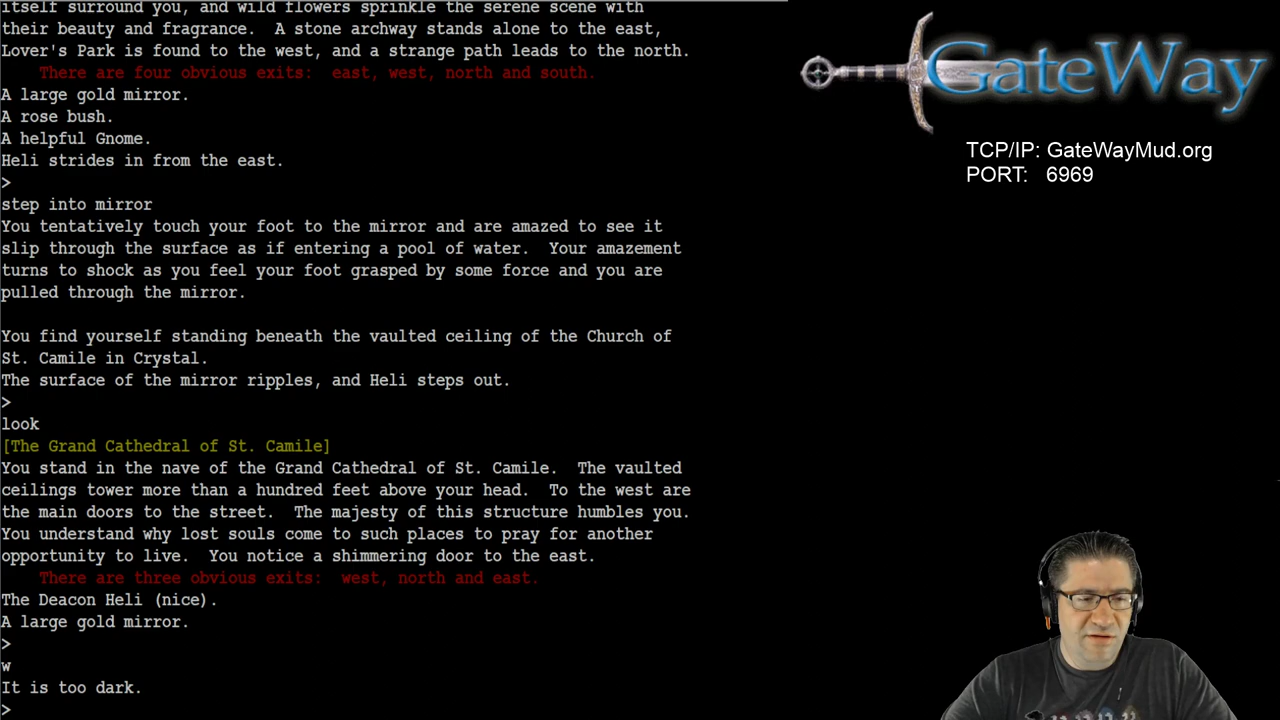 itself surround you, and wild flowers sprinkle the serene scene with
their beauty and fragrance.  A stone archway stands alone to the east,
Lover's Park is found to the west, and a strange path leads to the north.
    There are four obvious exits:  east, west, north and south.
A large gold mirror.
A rose bush.
A helpful Gnome.
Heli strides in from the east.
>
step into mirror
You tentatively touch your foot to the mirror and are amazed to see it
slip through the surface as if entering a pool of water.  Your amazement
turns to shock as you feel your foot grasped by some force and you are
pulled through the mirror.
You find yourself standing beneath the vaulted ceiling of the Church of
St. Camile in Crystal.
The surface of the mirror ripples, and Heli steps out.
>
look
[The Grand Cathedral of St. Camile]
You stand in the nave of the Grand Cathedral of St. Camile.  The vaulted
ceilings tower more than a hundred feet above your head.  To the west are
the main doors to the street.  The majesty of this structure humbles you.
You understand why lost souls come to such places to pray for another
opportunity to live.  You notice a shimmering door to the east.
    There are three obvious exits:  west, north and east.
The Deacon Heli (nice).
A large gold mirror.
>
w
It is too dark.
>
GateWay
TCP/IP: GateWayMud.org
PORT:   6969